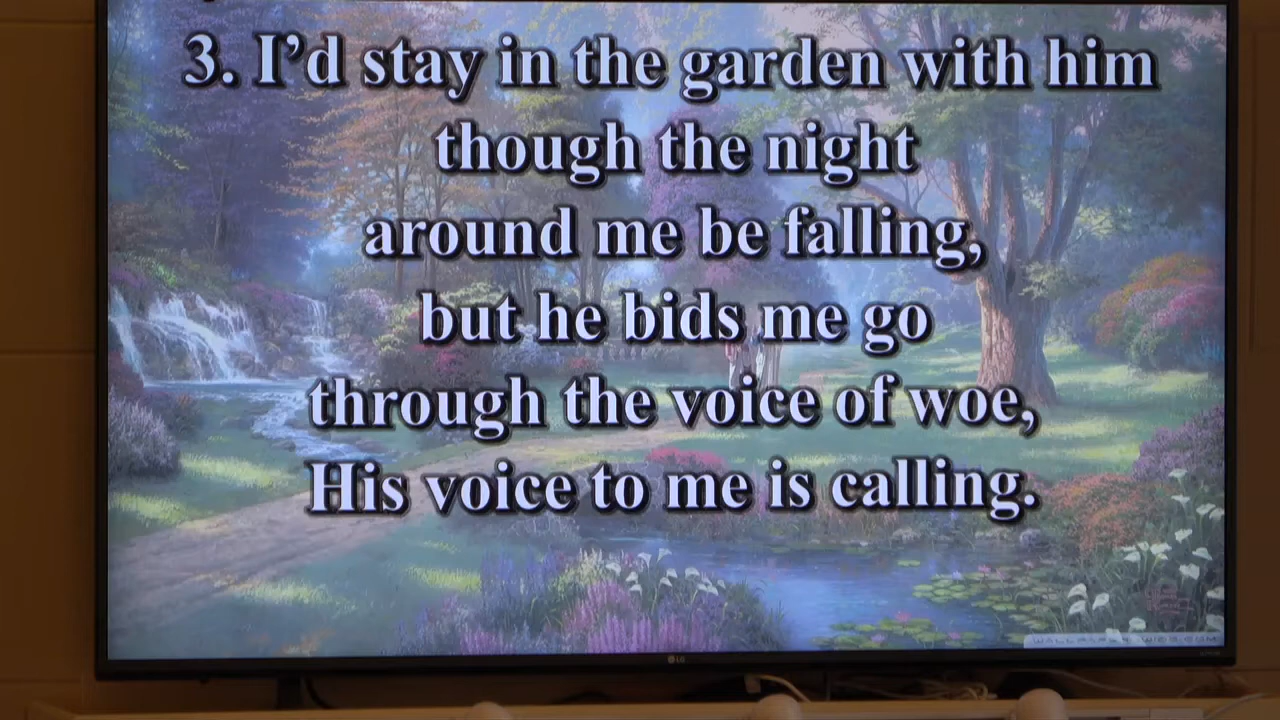 3. I'd stay in the garden with him
though the night
around me be falling,
but he bids me go
through the voice of woe,
His voice to me is calling.
LG